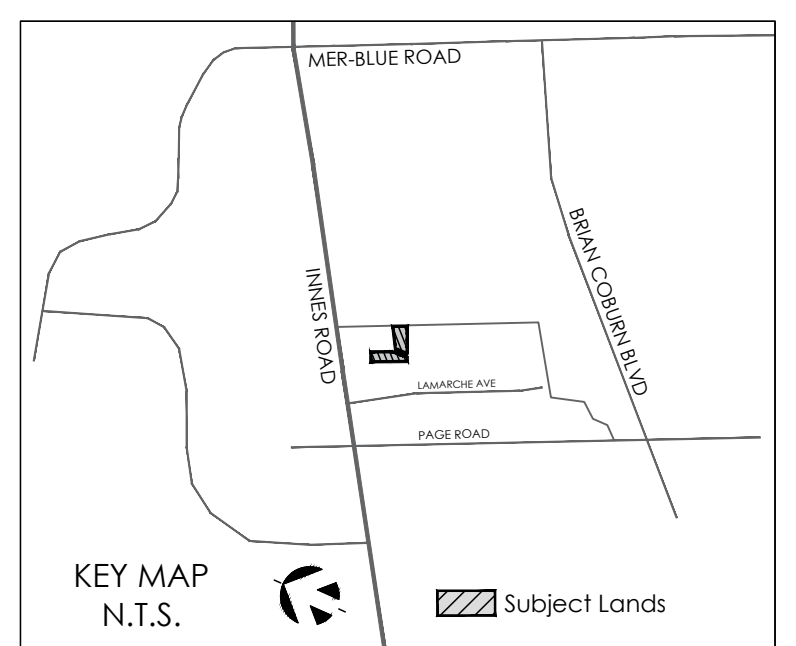 MER-BLUE ROAD
BRIAN COBURN BLVD
INNES ROAD
LAMARCHE AVE
PAGE ROAD
KEY MAP
N.T.S.
Subject Lands